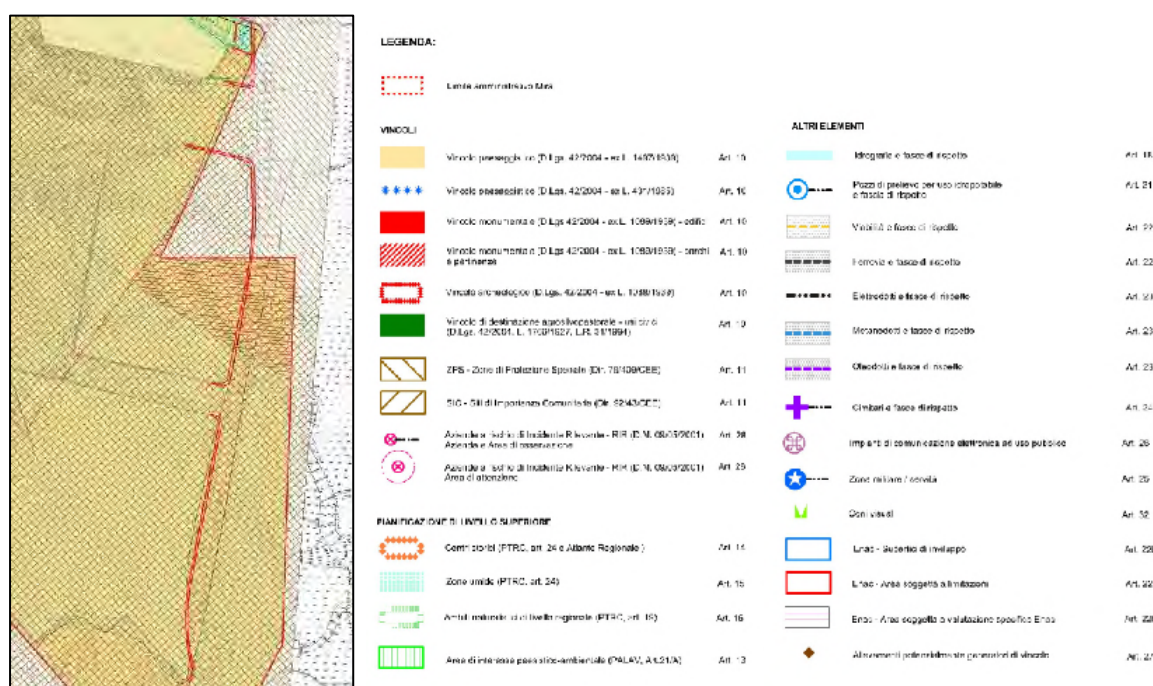 LEGENDA:
Limite amministrativo Mira
VINCOLI
Vincolo paesaggistico (D.Lgs. 42/2004 - ex L. 1497/1939) Art. 10
Vincolo paesaggistico (D.Lgs. 42/2004 - ex L. 431/1985) Art. 10
Vincolo monumentale (D.Lgs 42/2004 - ex L. 1089/1939) - edifici Art. 10
Vincolo monumentale (D.Lgs 42/2004 - ex L. 1089/1939) - parchi Art. 10
e pertinenze
Vincolo archeologico (D.Lgs. 42/2004 - ex L. 1089/1939) Art. 10
Vincolo di destinazione agrosilvopastorale - usi civici Art. 10
(D.Lgs. 42/2004, L. 1766/1927, L.R. 31/1994)
ZPS - Zone di Protezione Speciale (Dir. 79/409/CEE) Art. 11
SIC - Siti di Importanza Comunitaria (Dir. 92/43/CEE) Art. 11
Aziende a rischio di Incidente Rilevante - RIR (D.M. 09/05/2001) Art. 28
Azienda e Area di osservazione
Aziende a rischio di Incidente Rilevante - RIR (D.M. 09/05/2001)
Area di attenzione
PIANIFICAZIONE DI LIVELLO SUPERIORE
Centri storici (PTRC, art. 24 e Atlante Regionale) Art. 14
Zone umide (PTRC, art. 24) Art. 15
Ambiti naturalistici di livello regionale (PTRC, art. 19) Art. 16
Area di interesse paesistico-ambientale (PALAV, Art.21/A) Art. 13
ALTRI ELEMENTI
Idrografia e fasce di rispetto Art. 18
Pozzi di prelievo per uso idropotabile Art. 21
e fascia di rispetto
Viabilità e fasce di rispetto Art. 22
Ferrovia e fasce di rispetto Art. 22
Elettrodotti e fasce di rispetto Art. 23
Metanodotti e fasce di rispetto Art. 23
Oleodotti e fasce di rispetto Art. 23
Cimiteri e fasce di rispetto Art. 24
Impianti di comunicazione elettronica ad uso pubblico Art. 26
Zone militare / servitù Art. 25
Coni visuali Art. 32
Enac - Superfici di inviluppo
Enac - Area soggetta a limitazioni
Enac - Area soggetta a valutazione specifica Enac
Allevamenti potenzialmente generatori di vincolo Art. 27